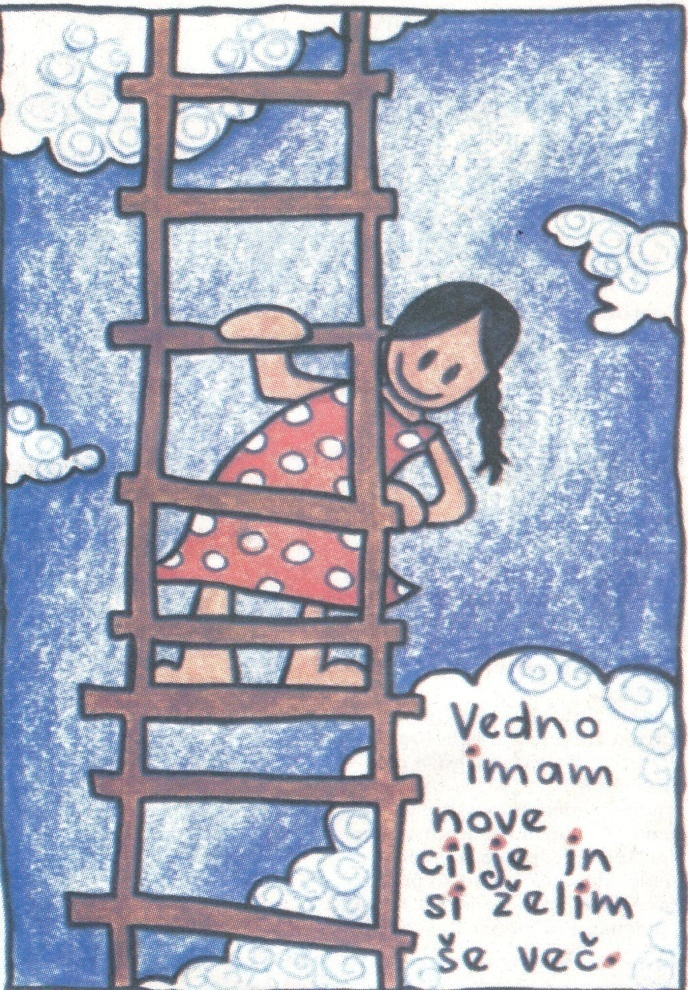 Vedno
imam
nove
cilje in
si želim
še več.